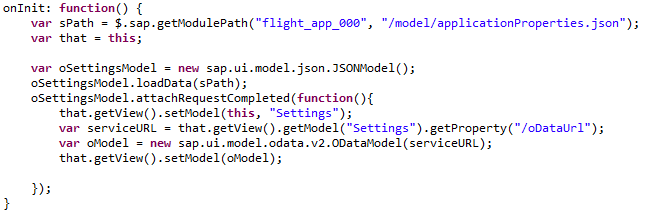 onInit: function() {
var sPath = $.sap.getModulePath("flight_app_000", "/model/applicationProperties.json");
var that = this;
var oSettingsModel = new sap.ui.model.json.JSONModel();
oSettingsModel.loadData(sPath);
oSettingsModel.attachRequestCompleted(function(){
that.getView().setModel(this, "Settings");
var serviceURL = that.getView().getModel("Settings").getProperty("/oDataUrl");
var oModel = new sap.ui.model.odata.v2.ODataModel(serviceURL);
that.getView().setModel(oModel);
});
}